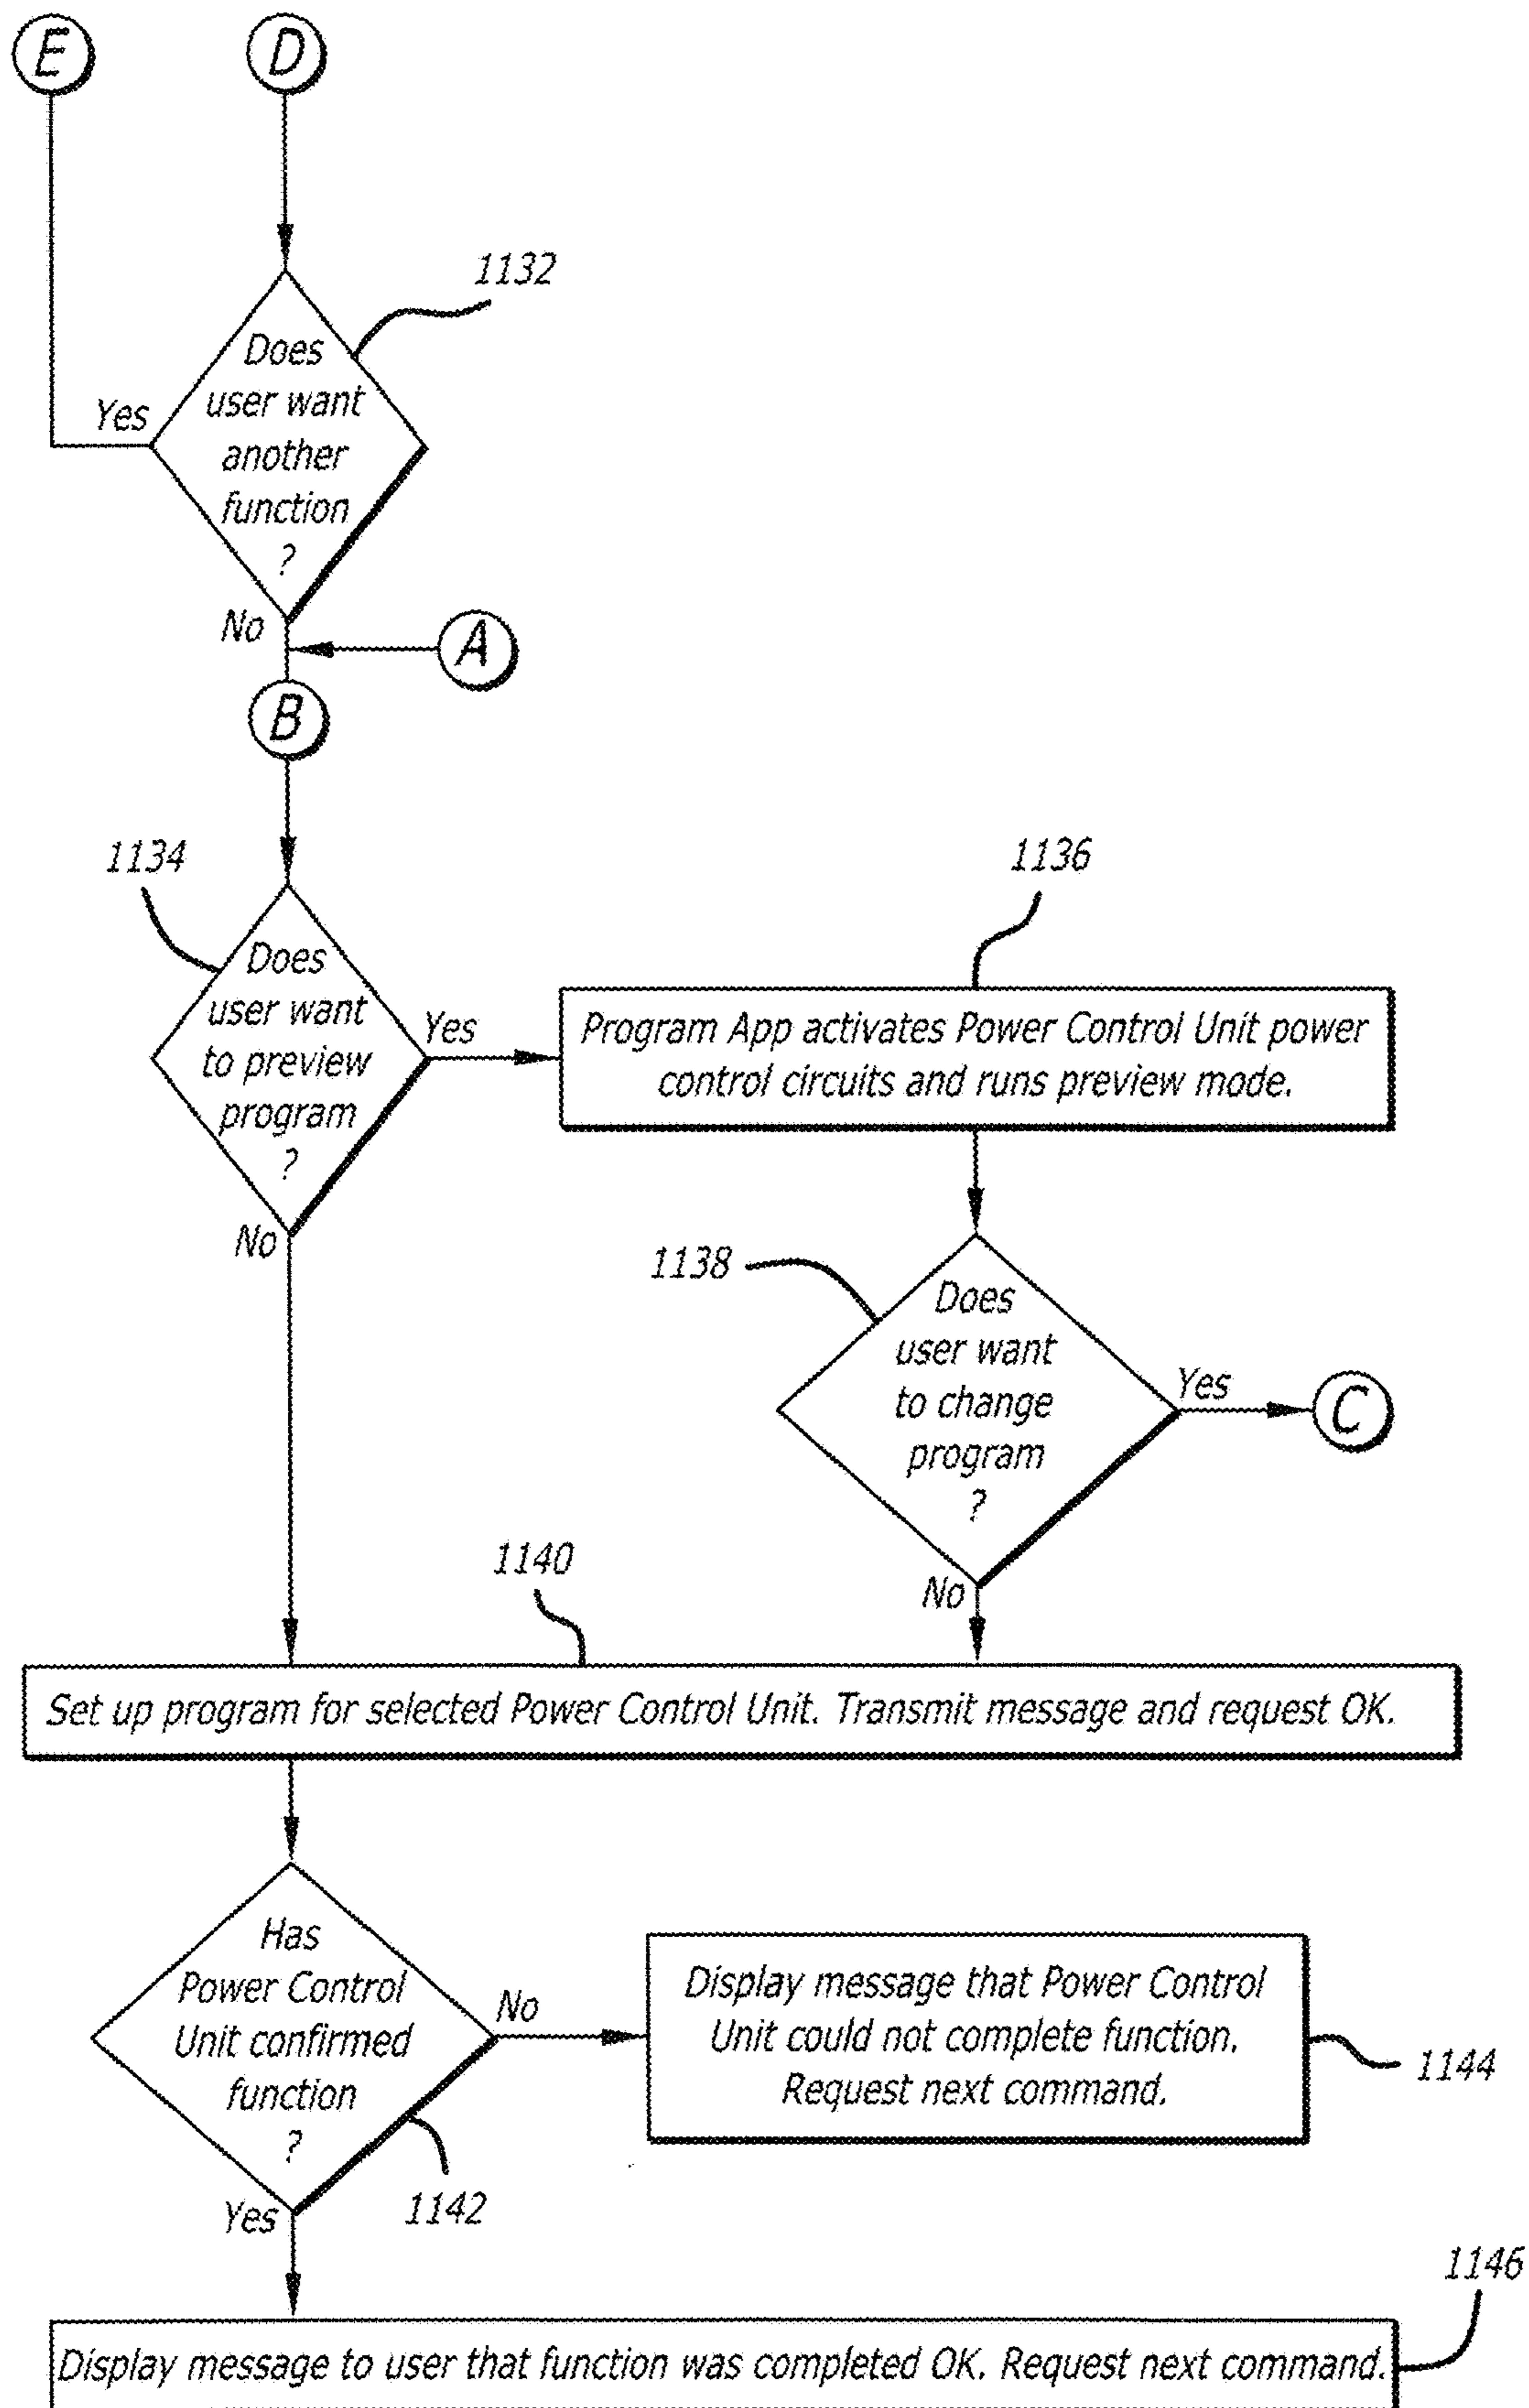 E
D
1132
Does
user want
another
function
?
Yes
No
A
B
1134
Does
user want
to preview
program
?
Yes
No
1136
Program App activates Power Control Unit power
control circuits and runs preview mode.
1138
Does
user want
to change
program
?
Yes
C
No
1140
Set up program for selected Power Control Unit. Transmit message and request OK.
Has
Power Control
Unit confirmed
function
?
No
Yes
1142
Display message that Power Control
Unit could not complete function.
Request next command.
1144
1146
Display message to user that function was completed OK. Request next command.